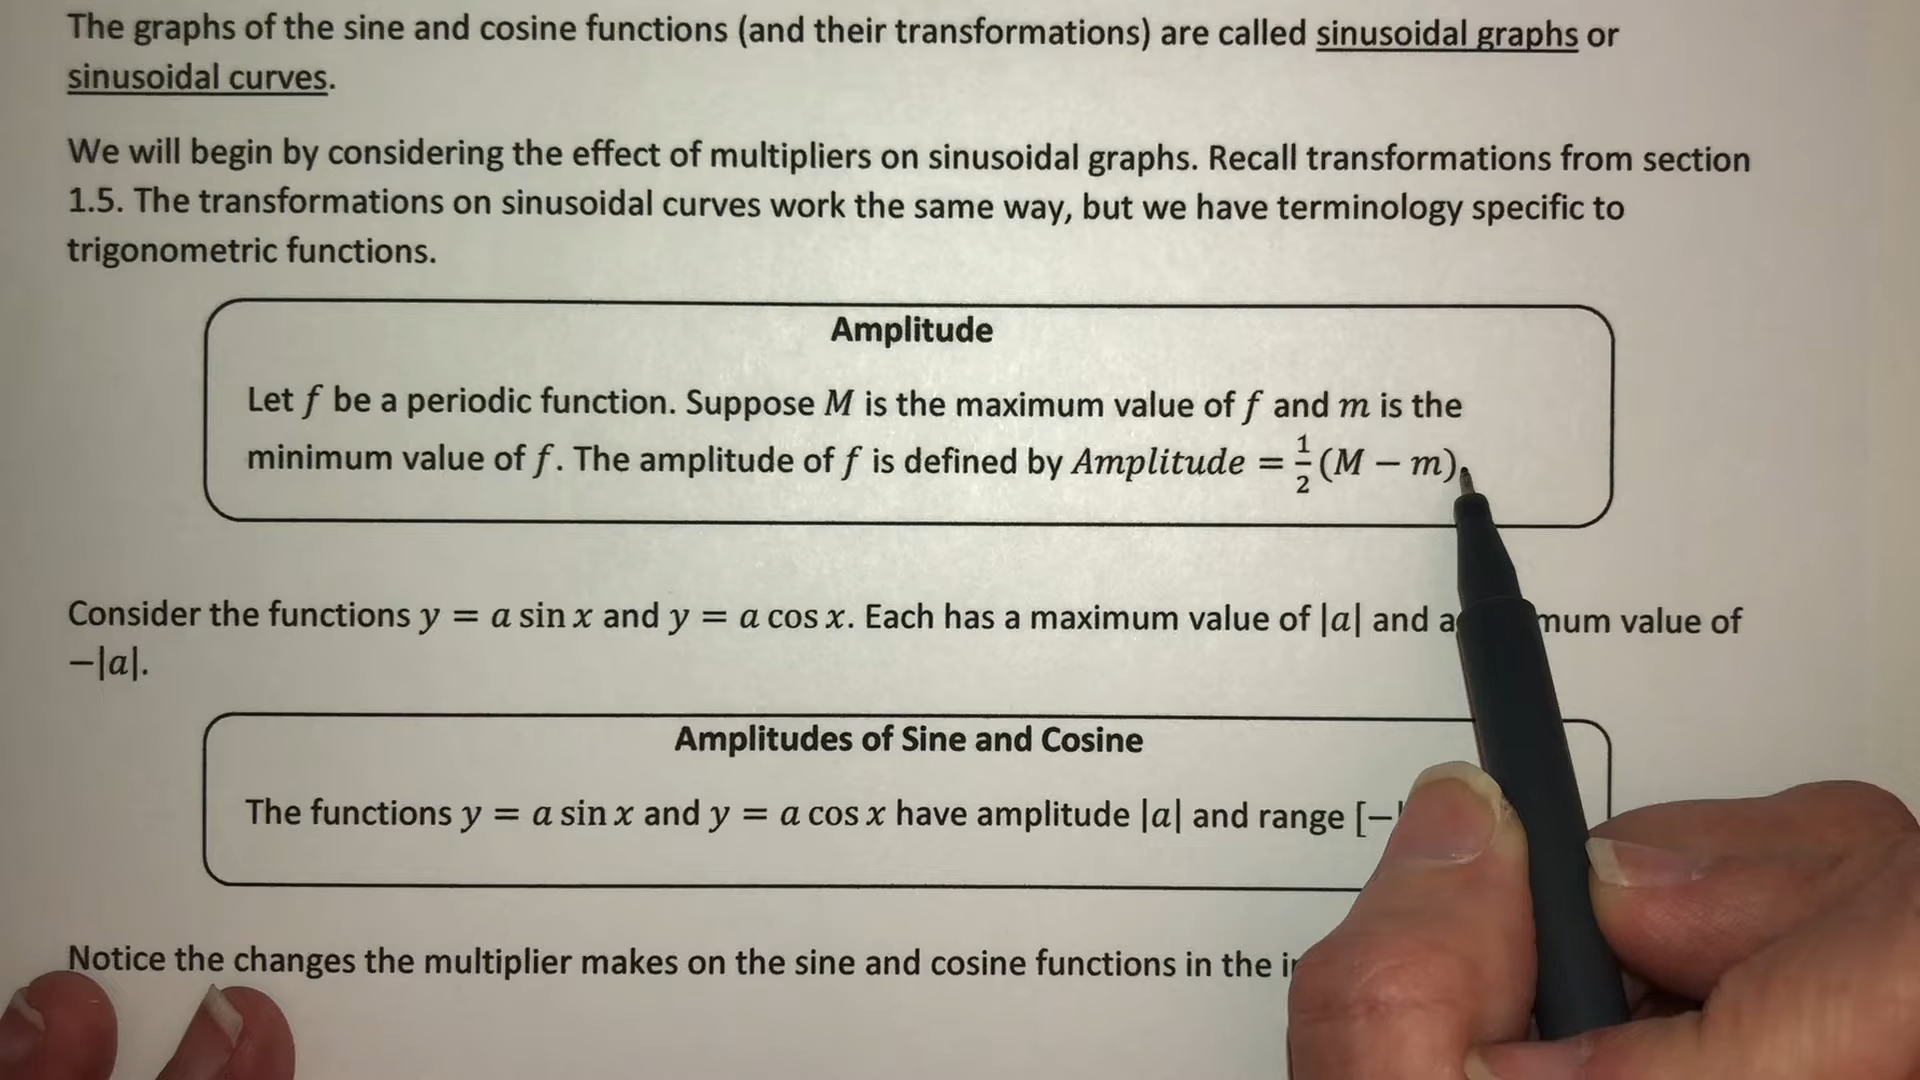 The graphs of the sine and cosine functions (and their transformations) are called sinusoidal graphs or
sinusoidal curves.
We will begin by considering the effect of multipliers on sinusoidal graphs. Recall transformations from section
1.5. The transformations on sinusoidal curves work the same way, but we have terminology specific to
trigonometric functions.
Amplitude
Let f be a periodic function. Suppose M is the maximum value of f and m is the
minimum value of f. The amplitude of f is defined by Amplitude = 1/2 (M − m).
Consider the functions y = a sin x and y = a cos x. Each has a maximum value of |a| and a value of
−|a|.
Amplitudes of Sine and Cosine
The functions y = a sin x and y = a cos x have amplitude |a| and range [−
Notice the changes the multiplier makes on the sine and cosine functions in the